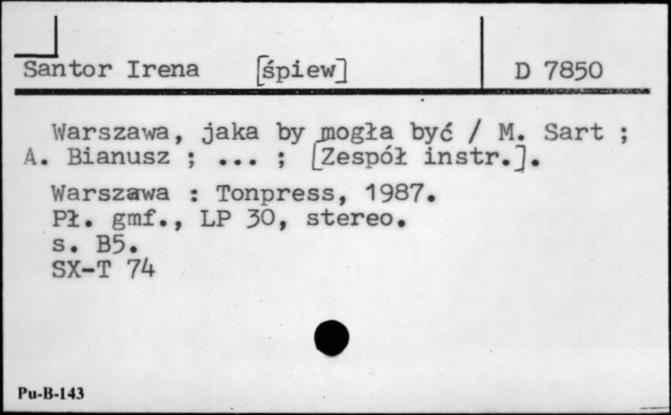 Santor Irena [śpiew] D 7850
Warszawa, jaka by mogła być / M. Sart ;
A. Bianusz ; ... ; [Zespół instr.].
Warszawa : Tonpress, 1987.
Pł. gmf., LP 30, stereo.
s. B5.
SX-T 74
Pu-B-143